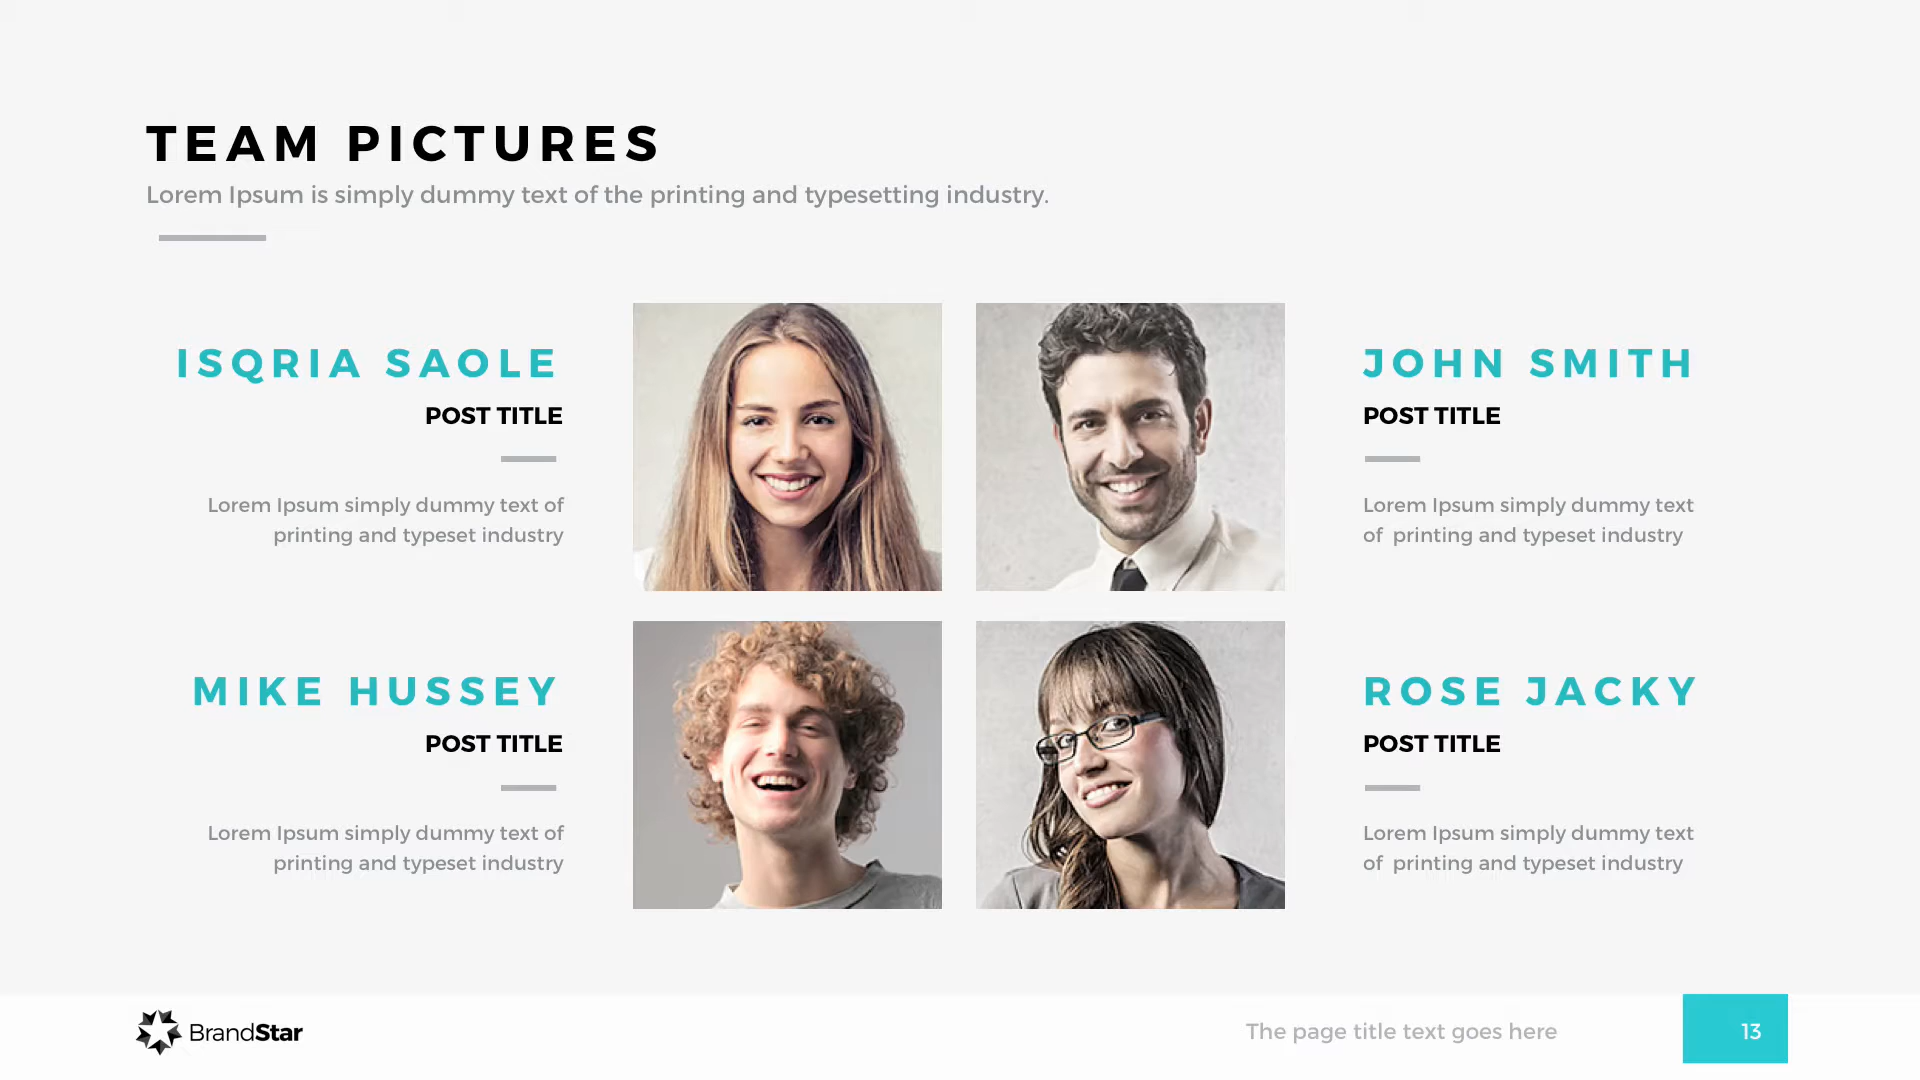 TEAM PICTURES
Lorem Ipsum is simply dummy text of the printing and typesetting industry.
ISQRIA SAOLE
POST TITLE
Lorem Ipsum simply dummy text of
printing and typeset industry
JOHN SMITH
POST TITLE
Lorem Ipsum simply dummy text
of  printing and typeset industry
MIKE HUSSEY
POST TITLE
Lorem Ipsum simply dummy text of
printing and typeset industry
ROSE JACKY
POST TITLE
Lorem Ipsum simply dummy text
of  printing and typeset industry
BrandStar
The page title text goes here
13